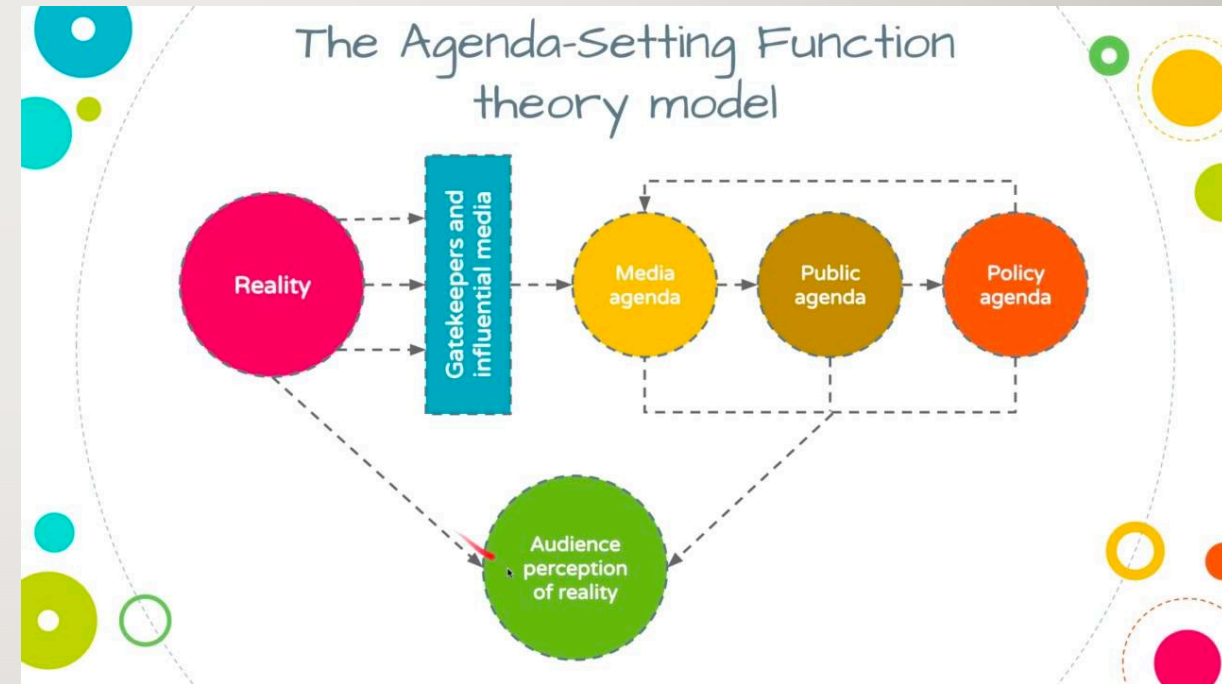 The Agenda-Setting Function
theory model
Reality
Gatekeepers and
influential media
Media
agenda
Public
agenda
Policy
agenda
Audience
perception
of reality